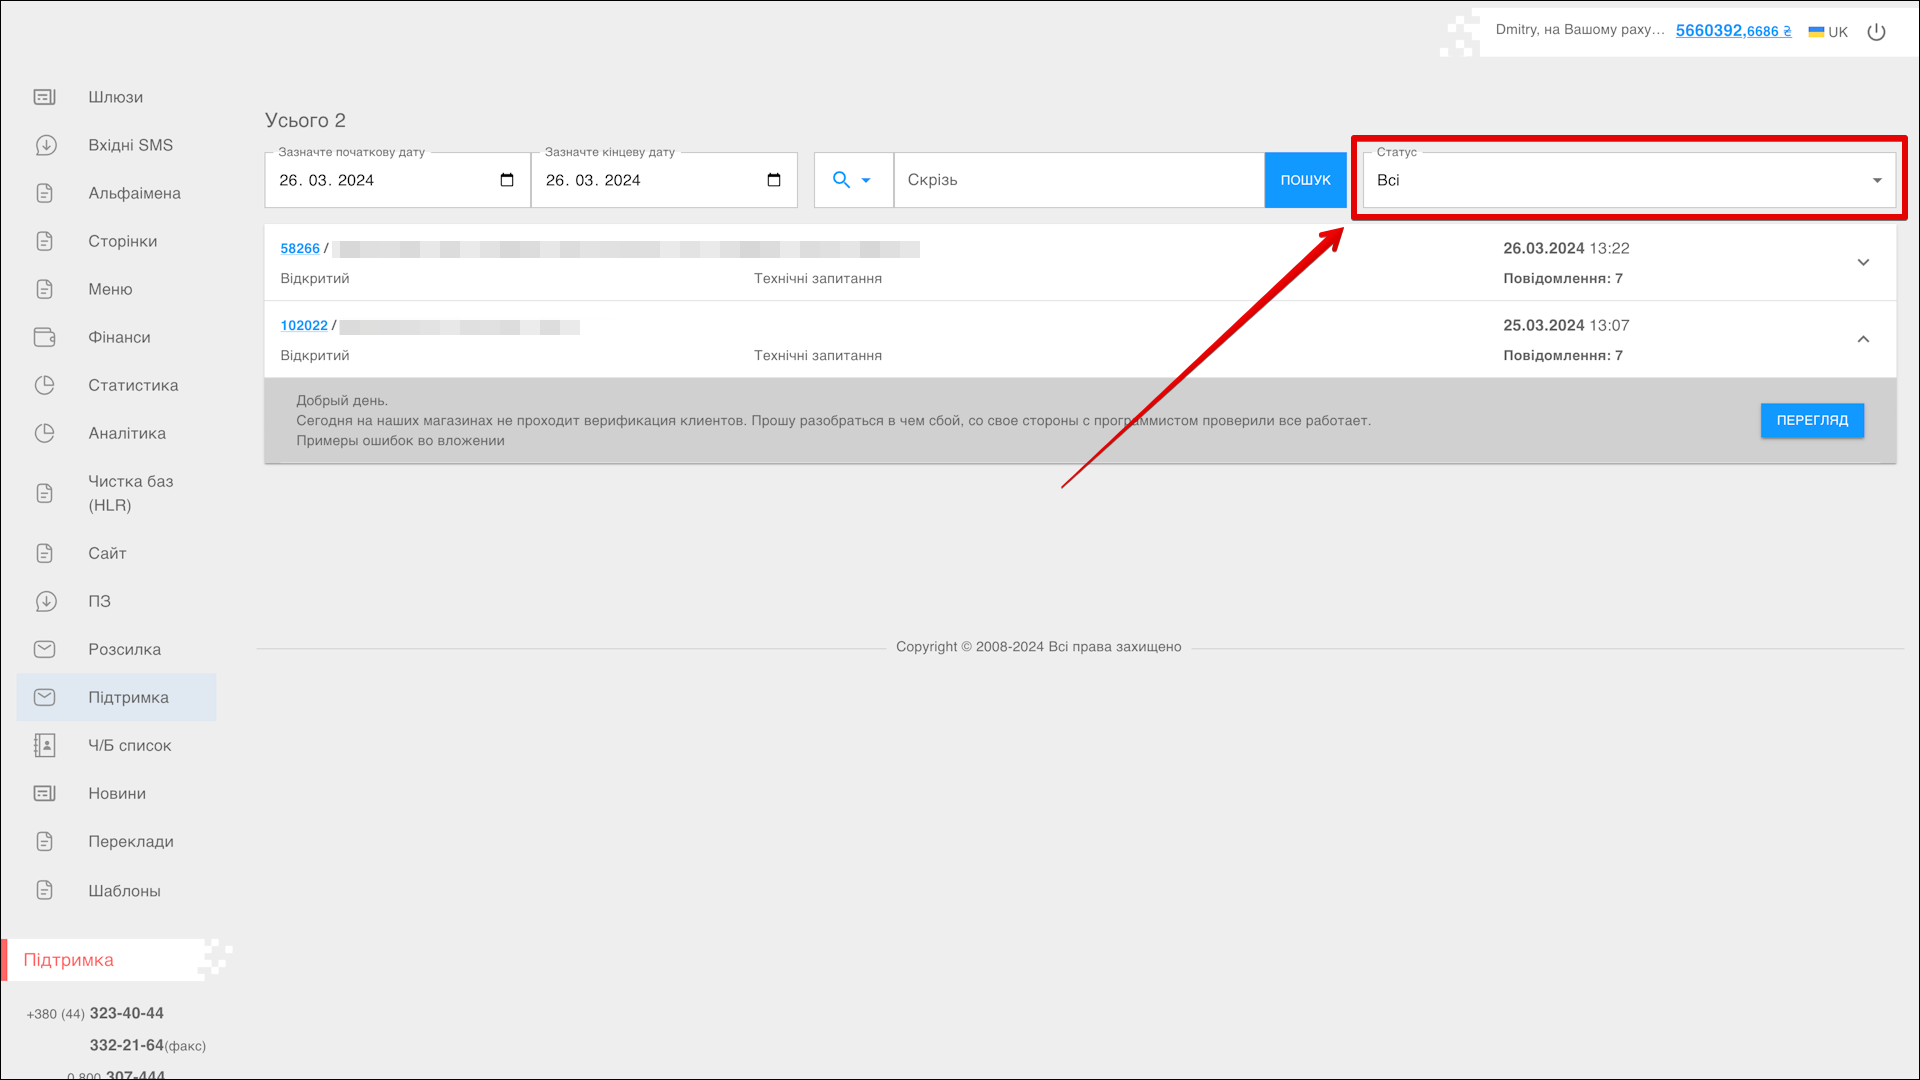 Dmitry, на Вашому раху... 5660392,6686 ₴ UK
Шлюзи
Вхідні SMS
Альфаімена
Сторінки
Меню
Фінанси
Статистика
Аналітика
Чистка баз
(HLR)
Сайт
ПЗ
Розсилка
Підтримка
Ч/Б список
Новини
Переклади
Шаблоны
Підтримка
+380 (44) 323-40-44
332-21-64(факс)
0 800 307-444
Усього 2
Зазначте початкову дату
26. 03. 2024
Зазначте кінцеву дату
26. 03. 2024
Скрізь
ПОШУК
Статус
Всі
58266 /
26.03.2024 13:22
Відкритий
Технічні запитання
Повідомлення: 7
102022 /
25.03.2024 13:07
Відкритий
Технічні запитання
Повідомлення: 7
Добрый день.
Сегодня на наших магазинах не проходит верификация клиентов. Прошу разобраться в чем сбой, со свое стороны с программистом проверили все работает.
Примеры ошибок во вложении
ПЕРЕГЛЯД
Copyright © 2008-2024 Всі права захищено